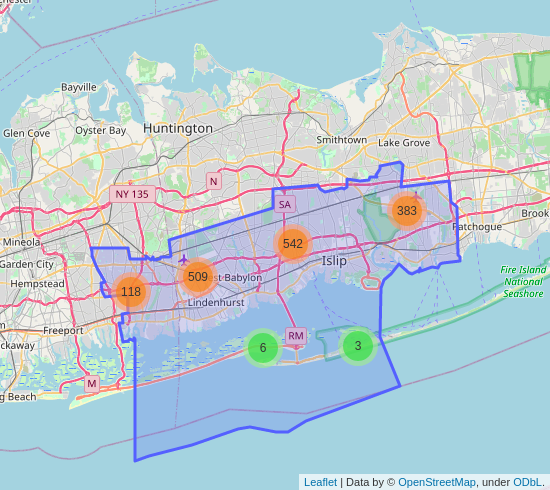 Bayville
Glen Cove
Oyster Bay
Huntington
Smithtown
Lake Grove
N
NY 135
SA
383
Mineola
Patchogue
Brook
542
Garden City
Islip
509
st Babylon
Hempstead
118
Lindenhurst
Fire Island
National
Seashore
Freeport
ckaway
RM
6
3
M
g Beach
Leaflet | Data by © OpenStreetMap, under ODbL.